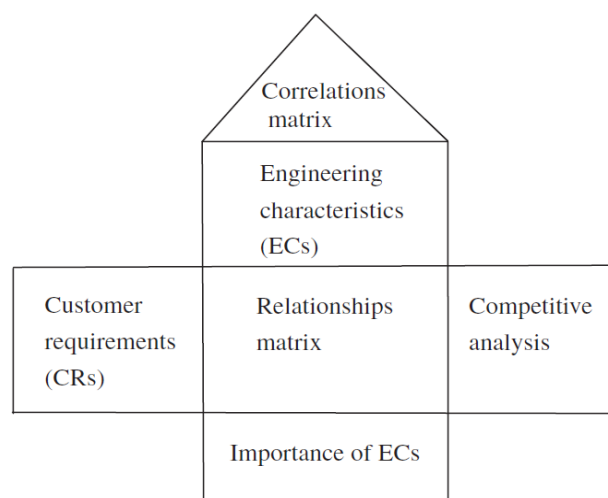 Correlations
matrix
Engineering
characteristics
(ECs)
Customer
requirements
(CRs)
Relationships
matrix
Competitive
analysis
Importance of ECs